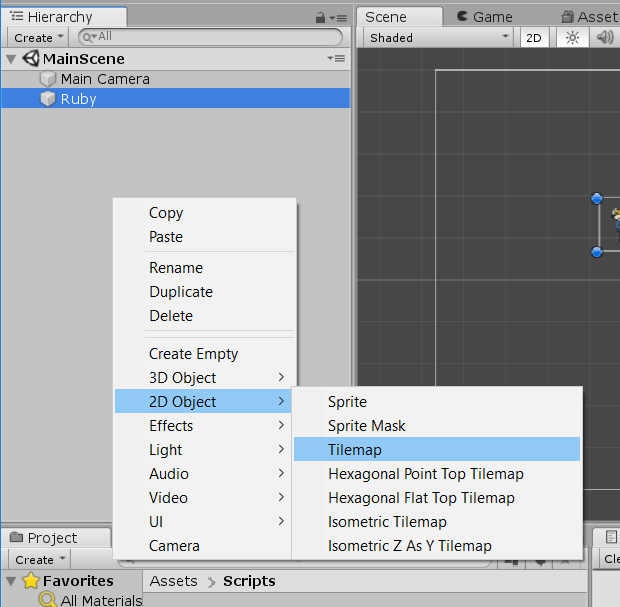 Hierarchy
Create
All
MainScene
Main Camera
Ruby
Scene
Game
Asset
Shaded
2D
Copy
Paste
Rename
Duplicate
Delete
Create Empty
3D Object
2D Object
Effects
Light
Audio
Video
UI
Camera
Sprite
Sprite Mask
Tilemap
Hexagonal Point Top Tilemap
Hexagonal Flat Top Tilemap
Isometric Tilemap
Isometric Z As Y Tilemap
Project
Create
Cle
Favorites
All Materials
Assets > Scripts